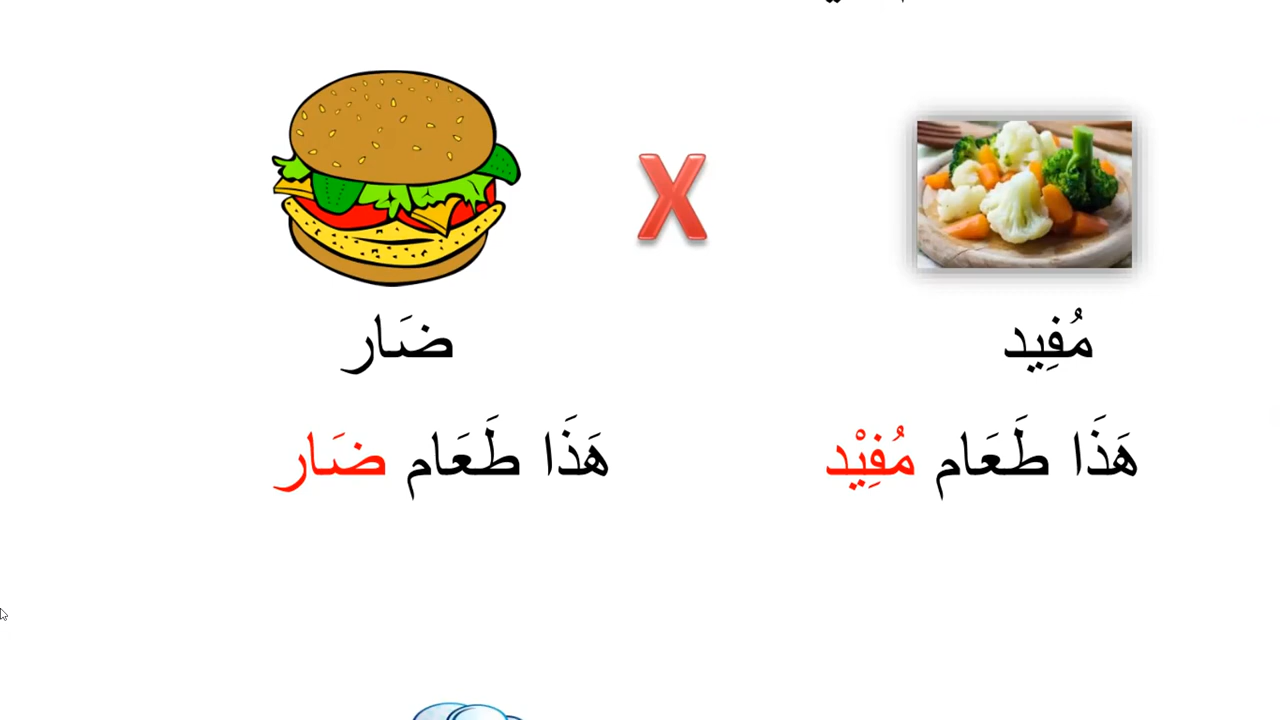 X
مُفِيد
ضَار
هَذَا طَعَام مُفِيْد
هَذَا طَعَام ضَار